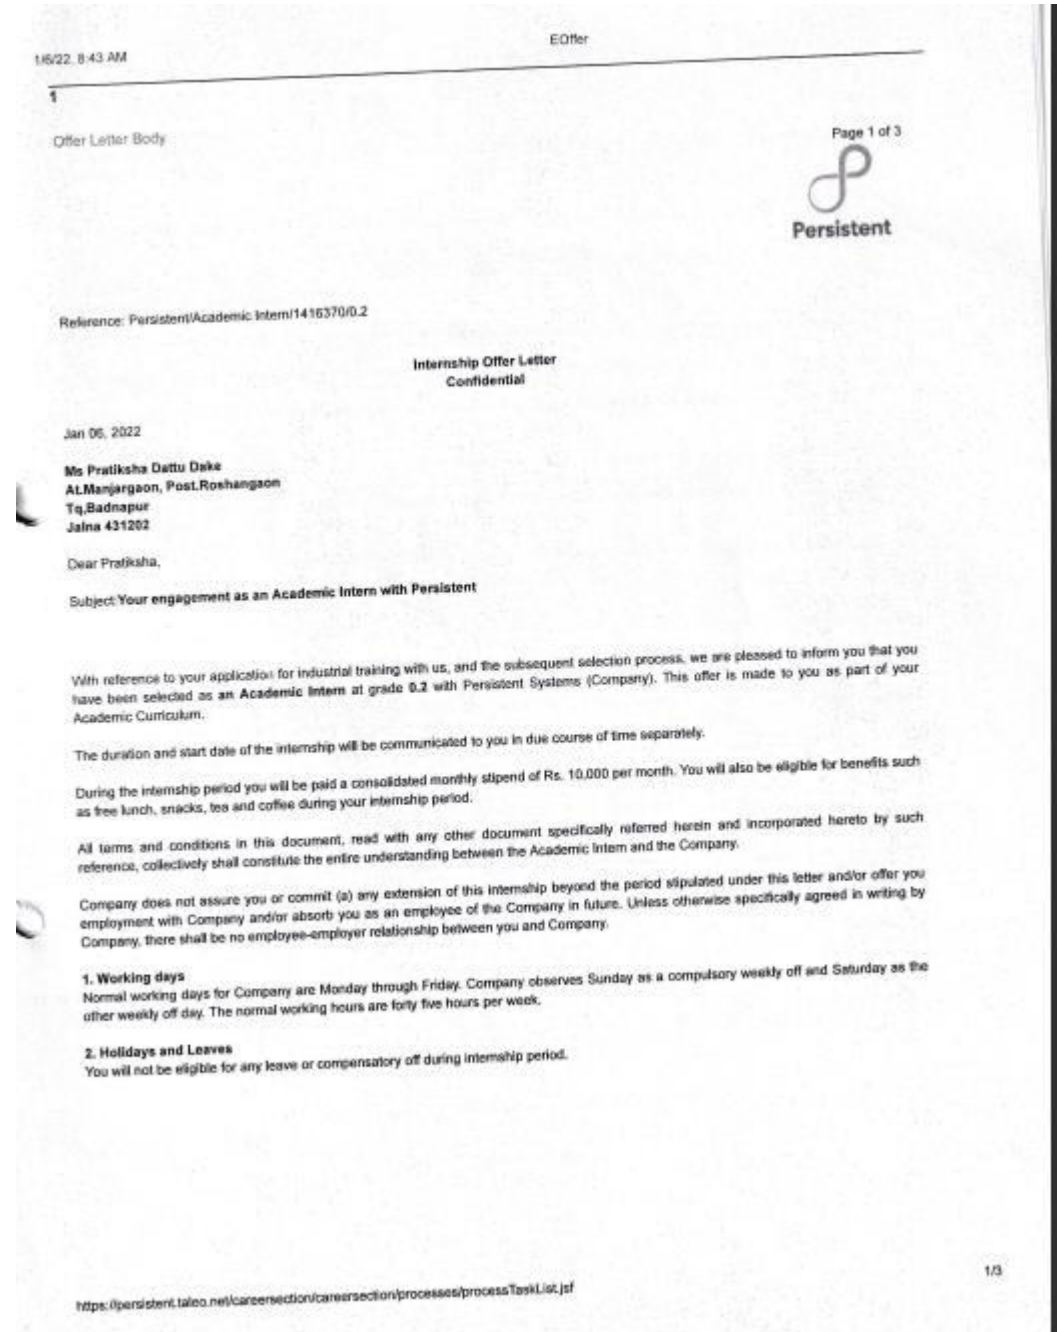 1/6/22, 8:43 AM
EOffer
1
Offer Letter Body
Page 1 of 3
Persistent
Reference: Persistent/Academic Intern/1416370/0.2
Internship Offer Letter
Confidential
Jan 06, 2022
Ms Pratiksha Dattu Dake
At.Manjargaon, Post.Roshangaon
Tq,Badnapur
Jalna 431202
Dear Pratiksha,
Subject:Your engagement as an Academic Intern with Persistent
With reference to your application for industrial training with us, and the subsequent selection process, we are pleased to inform you that you
have been selected as an Academic Intern at grade 0.2 with Persistent Systems (Company). This offer is made to you as part of your
Academic Curriculum.
The duration and start date of the internship will be communicated to you in due course of time separately.
During the internship period you will be paid a consolidated monthly stipend of Rs. 10,000 per month. You will also be eligible for benefits such
as free lunch, snacks, tea and coffee during your internship period.
All terms and conditions in this document, read with any other document specifically referred herein and incorporated hereto by such
reference, collectively shall constitute the entire understanding between the Academic Intern and the Company.
Company does not assure you or commit (a) any extension of this internship beyond the period stipulated under this letter and/or offer you
employment with Company and/or absorb you as an employee of the Company in future. Unless otherwise specifically agreed in writing by
Company, there shall be no employee-employer relationship between you and Company.
1. Working days
Normal working days for Company are Monday through Friday. Company observes Sunday as a compulsory weekly off and Saturday as the
other weekly off day. The normal working hours are forty five hours per week.
2. Holidays and Leaves
You will not be eligible for any leave or compensatory off during internship period.
1/3
https://persistent.taleo.net/careersection/careersection/processes/processTaskList.jsf